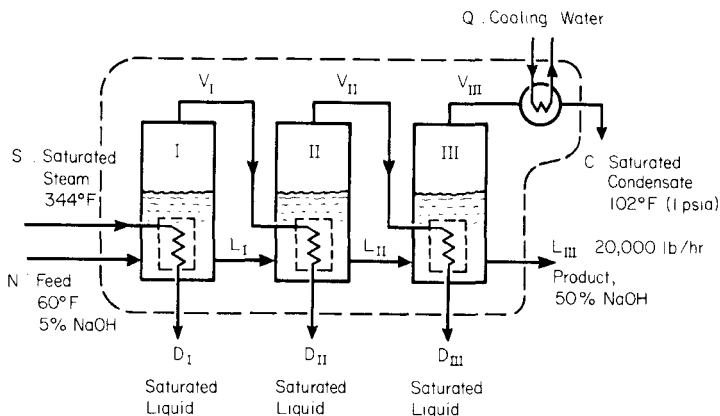 Q . Cooling Water
V_I
V_II
V_III
I
II
III
S . Saturated
Steam
344°F
C Saturated
Condensate
102°F (1 psia)
L_I
L_II
L_III 20,000 lb/hr
Product,
50% NaOH
N Feed
60°F
5% NaOH
D_I
D_II
D_III
Saturated
Liquid
Saturated
Liquid
Saturated
Liquid